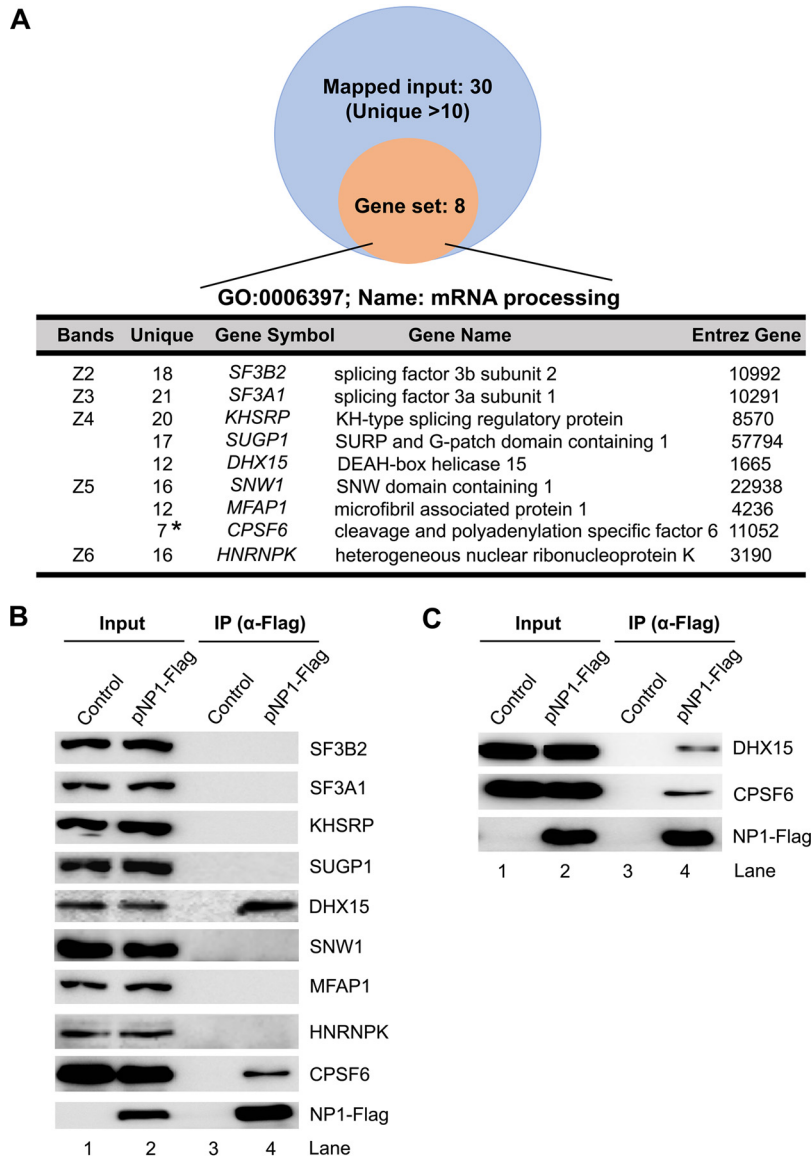 A
Mapped input: 30
(Unique >10)
Gene set: 8
GO:0006397; Name: mRNA processing
Bands Unique Gene Symbol Gene Name Entrez Gene
Z2 18 SF3B2 splicing factor 3b subunit 2 10992
Z3 21 SF3A1 splicing factor 3a subunit 1 10291
Z4 20 KHSRP KH-type splicing regulatory protein 8570
17 SUGP1 SURP and G-patch domain containing 1 57794
12 DHX15 DEAH-box helicase 15 1665
Z5 16 SNW1 SNW domain containing 1 22938
12 MFAP1 microfibril associated protein 1 4236
7* CPSF6 cleavage and polyadenylation specific factor 6 11052
Z6 16 HNRNPK heterogeneous nuclear ribonucleoprotein K 3190
B
Input IP (α-Flag)
Control pNP1-Flag Control pNP1-Flag
SF3B2
SF3A1
KHSRP
SUGP1
DHX15
SNW1
MFAP1
HNRNPK
CPSF6
NP1-Flag
1 2 3 4 Lane
C
Input IP (α-Flag)
Control pNP1-Flag Control pNP1-Flag
DHX15
CPSF6
NP1-Flag
1 2 3 4 Lane